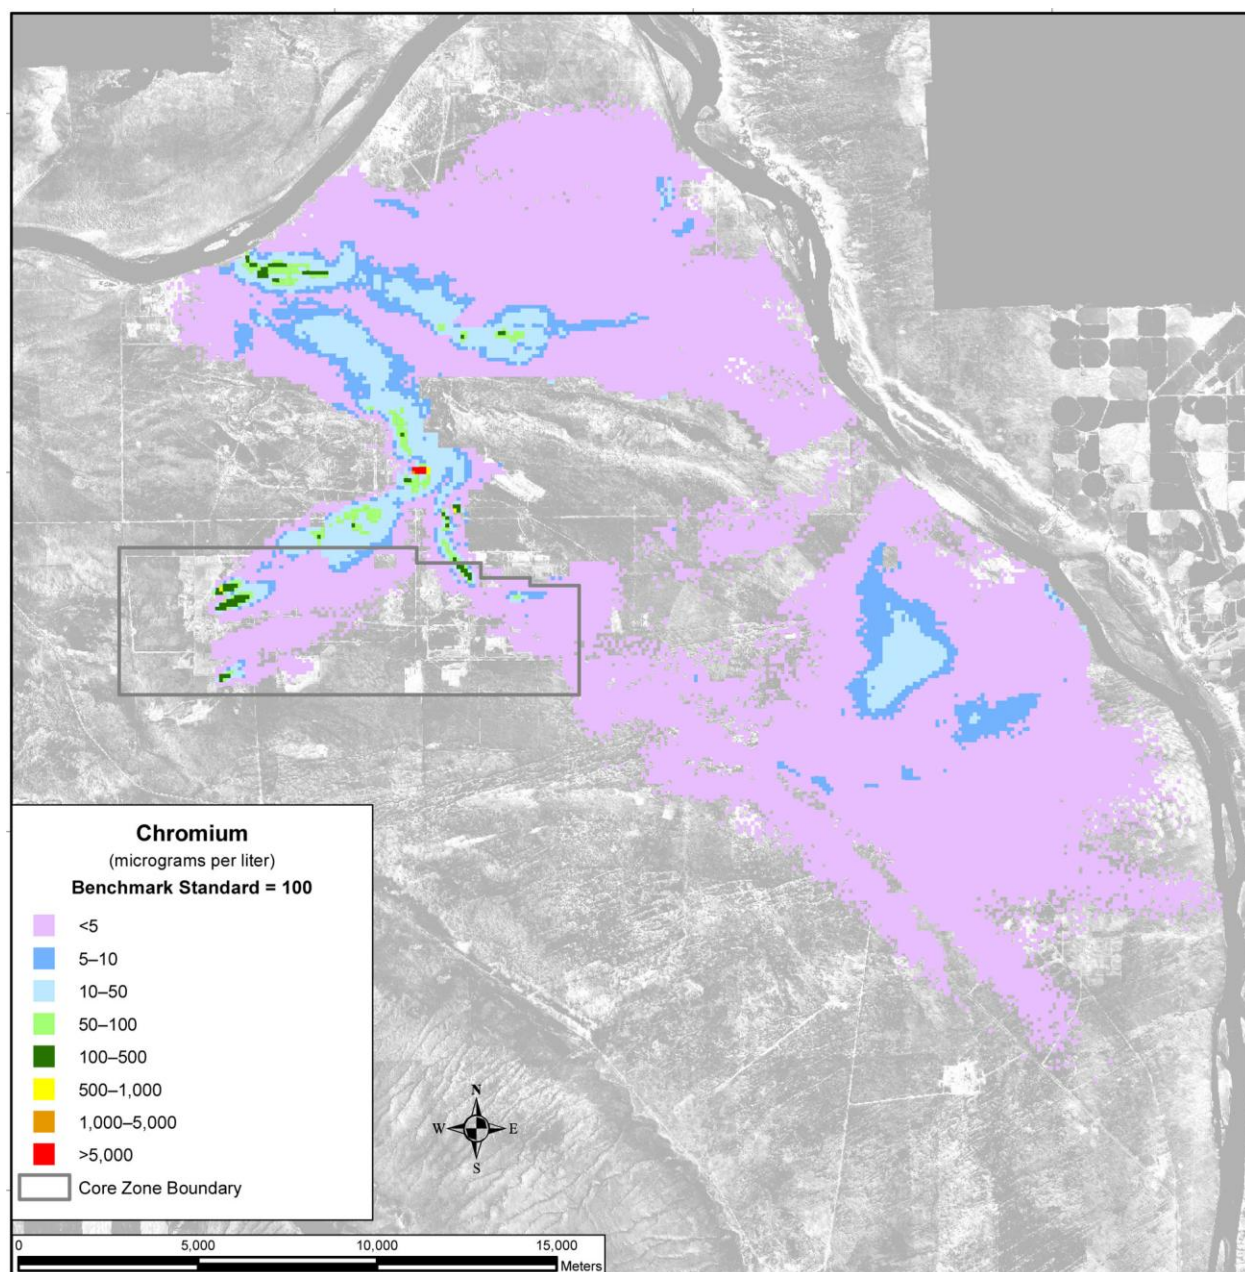 N
W E
S
Chromium
(micrograms per liter)
Benchmark Standard = 100
<5
5–10
10–50
50–100
100–500
500–1,000
1,000–5,000
>5,000
Core Zone Boundary
0 5,000 10,000 15,000
Meters